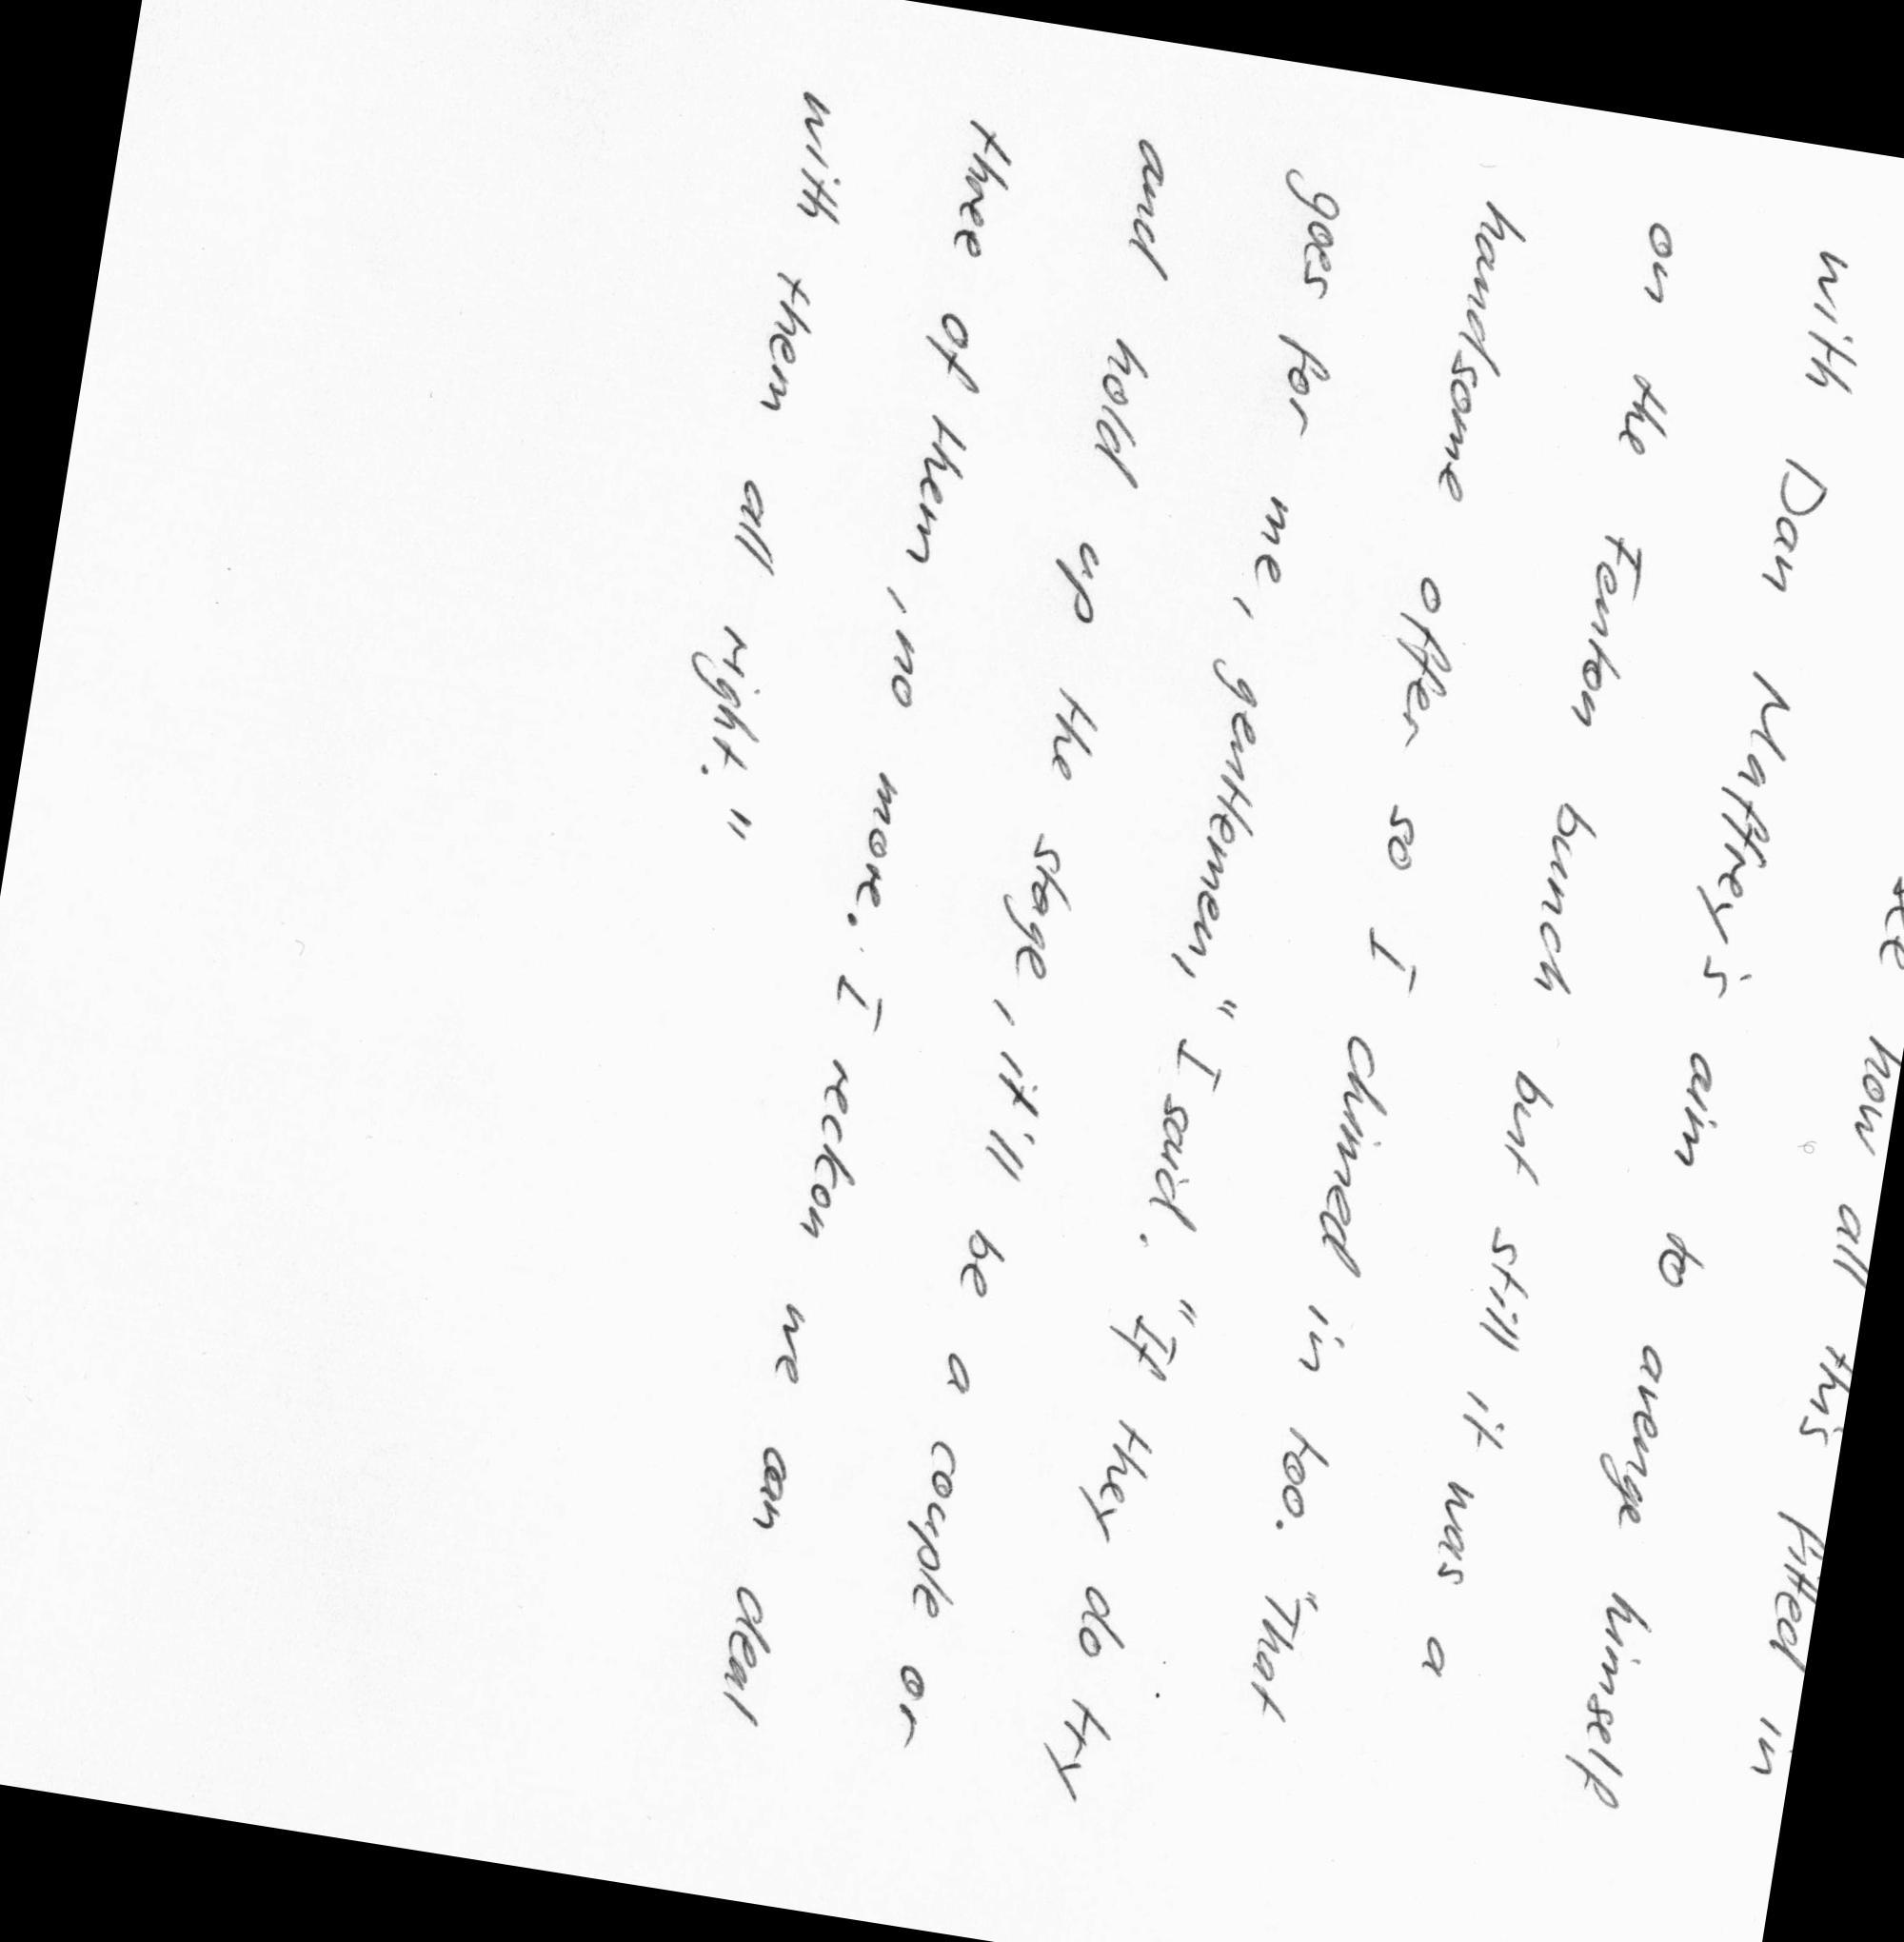 how all this fitted in
with Dan Maffrey's aim to avenge himself
on the Fenton bunch but still it was a
handsome offer so I chimed in too. "That
goes for me, gentlemen," I said. "If they do try
and hold up the stage, it'll be a couple or
three of them, no more. I reckon we can deal
with them all right."